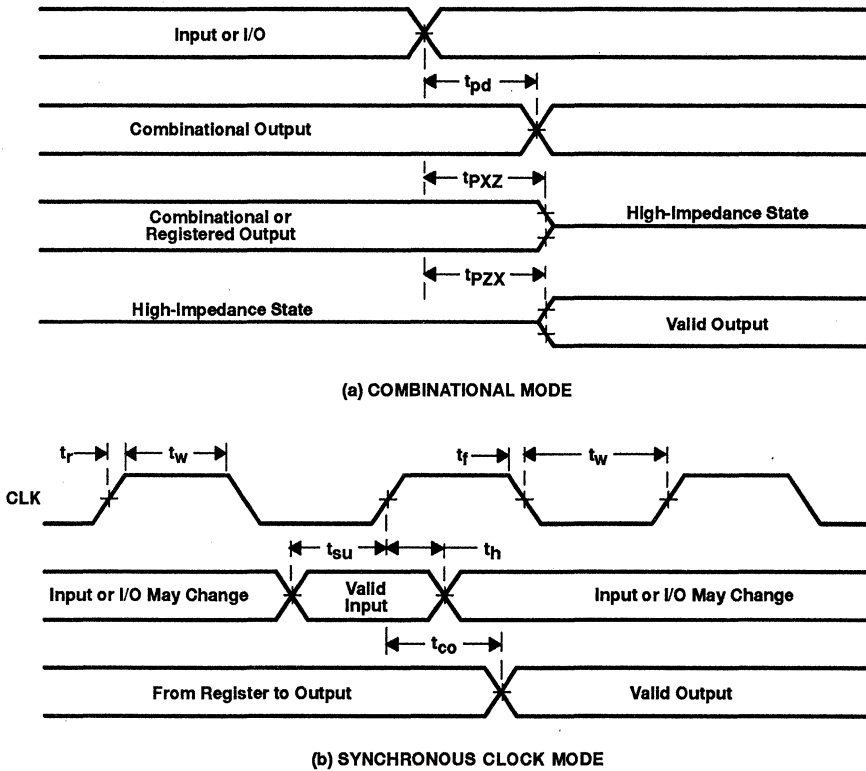 Input or I/O
tpd
Combinational Output
tPXZ
Combinational or
Registered Output
High-Impedance State
tPZX
High-Impedance State
Valid Output
(a) COMBINATIONAL MODE
tr
tw
tf
tw
CLK
tsu
th
Input or I/O May Change
Valid
Input
Input or I/O May Change
tco
From Register to Output
Valid Output
(b) SYNCHRONOUS CLOCK MODE